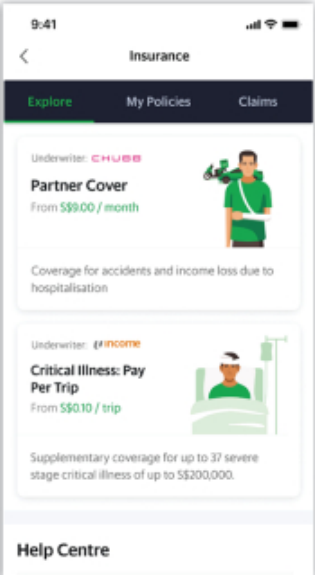 9:41
Insurance
Explore My Policies Claims
Underwriter: CHUBB
Partner Cover
From S$9.00 / month
Coverage for accidents and income loss due to
hospitalisation
Underwriter: income
Critical Illness: Pay
Per Trip
From S$0.10 / trip
Supplementary coverage for up to 37 severe
stage critical illness of up to S$200,000.
Help Centre